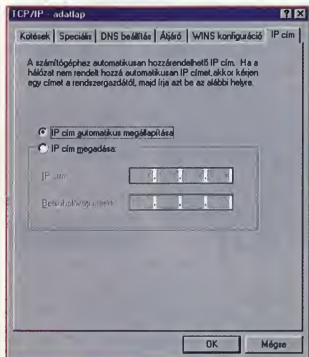 TCP/IP - adatlap
Kötések Speciális DNS beállítás Átjáró WINS konfiguráció IP cím
A számítógéphez automatikusan hozzárendelhető IP cím. Ha a
hálózat nem rendelt hozzá automatikusan IP címet, akkor kérjen
egy címet a rendszergazdától, majd írja azt be az alábbi helyre.
IP cím automatikus megállapítása
IP cím megadása:
IP cím:
OK Mégse